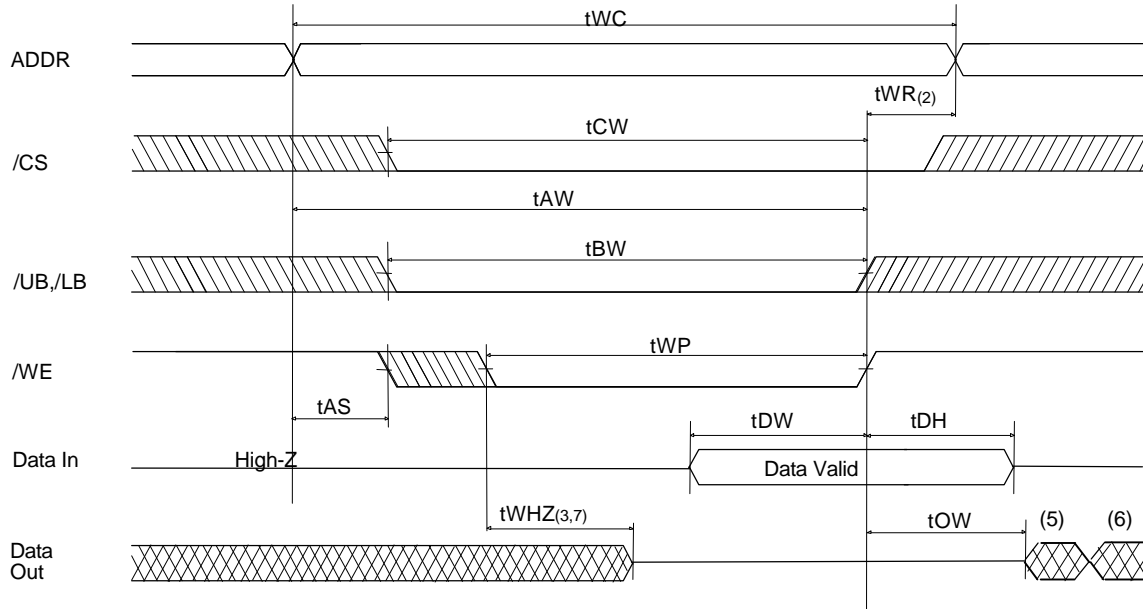 tWC
ADDR
tWR(2)
tCW
/CS
tAW
tBW
/UB,/LB
tWP
/WE
tAS
tDW
tDH
Data In
High-Z
Data Valid
tWHZ(3,7)
tOW
(5)
(6)
Data
Out